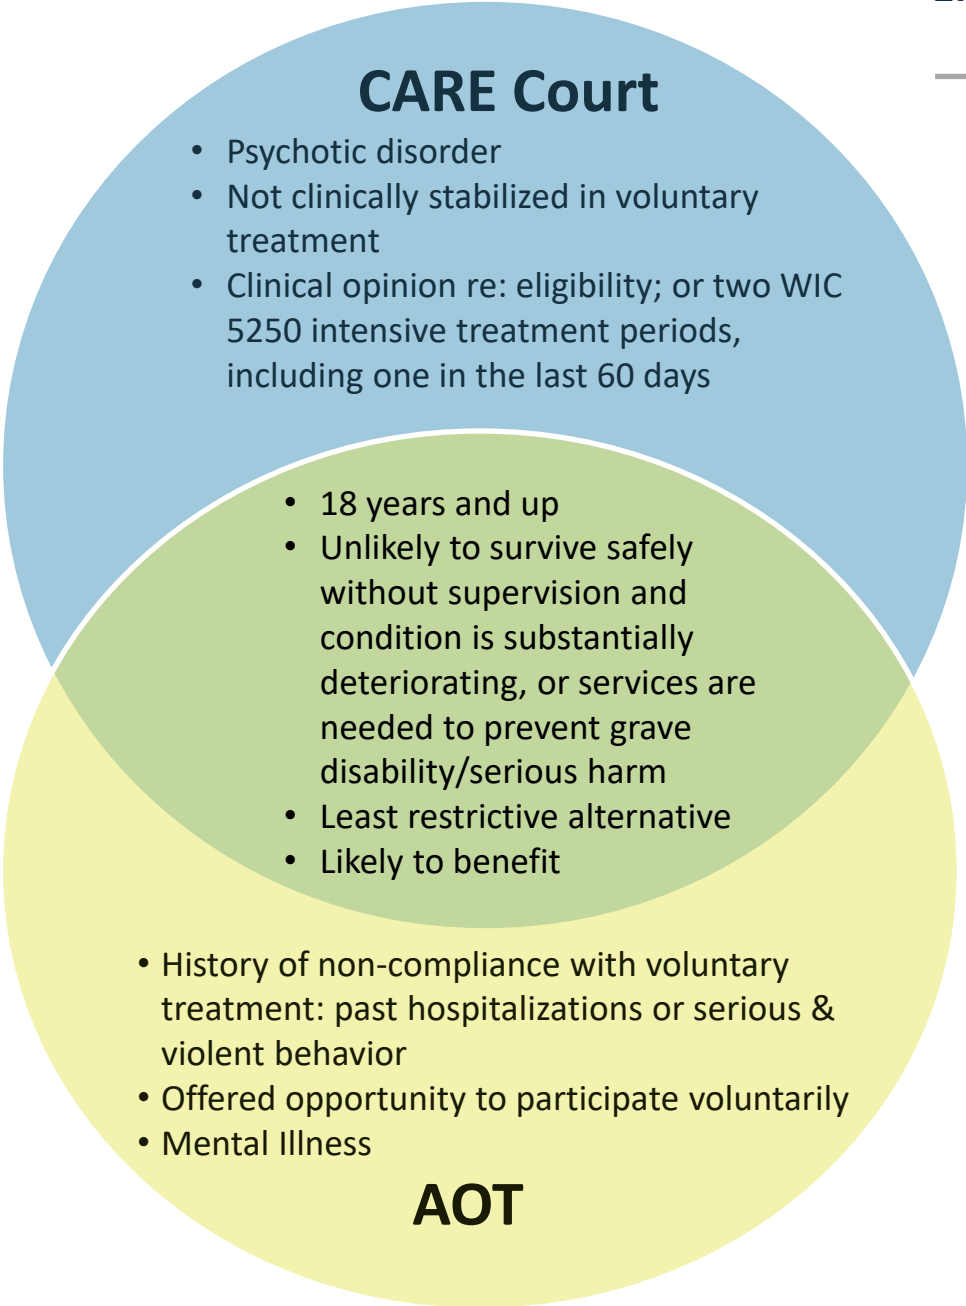 CARE Court
• Psychotic disorder
• Not clinically stabilized in voluntary
treatment
• Clinical opinion re: eligibility; or two WIC
5250 intensive treatment periods,
including one in the last 60 days
• 18 years and up
• Unlikely to survive safely
without supervision and
condition is substantially
deteriorating, or services are
needed to prevent grave
disability/serious harm
• Least restrictive alternative
• Likely to benefit
• History of non-compliance with voluntary
treatment: past hospitalizations or serious &
violent behavior
• Offered opportunity to participate voluntarily
• Mental Illness
AOT